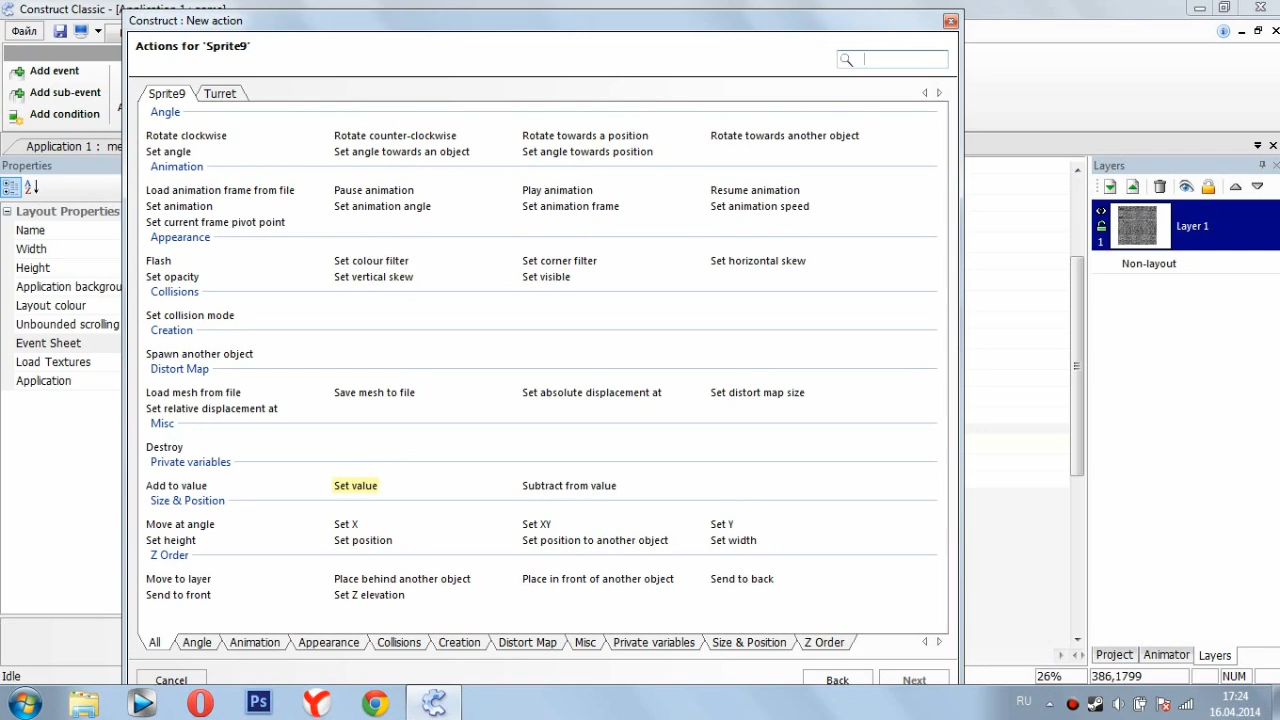 Construct Classic - [Application 1 : game]
Construct : New action
Файл
Actions for 'Sprite9'
Add event
Add sub-event
Add condition
Sprite9 Turret
Angle
Rotate clockwise Rotate counter-clockwise Rotate towards a position Rotate towards another object
Set angle Set angle towards an object Set angle towards position
Animation
Load animation frame from file Pause animation Play animation Resume animation
Set animation Set animation angle Set animation frame Set animation speed
Set current frame pivot point
Appearance
Flash Set colour filter Set corner filter Set horizontal skew
Set opacity Set vertical skew Set visible
Collisions
Set collision mode
Creation
Spawn another object
Distort Map
Load mesh from file Save mesh to file Set absolute displacement at Set distort map size
Set relative displacement at
Misc
Destroy
Private variables
Add to value Set value Subtract from value
Size & Position
Move at angle Set X Set XY Set Y
Set height Set position Set position to another object Set width
Z Order
Move to layer Place behind another object Place in front of another object Send to back
Send to front Set Z elevation
All Angle Animation Appearance Collisions Creation Distort Map Misc Private variables Size & Position Z Order
Cancel Back Next
Application 1 : me
Properties
Layout Properties
Name
Width
Height
Application backgrou
Layout colour
Unbounded scrolling
Event Sheet
Load Textures
Application
Layers
1
Layer 1
Non-layout
Project Animator Layers
Idle
26% 386,1799 NUM
Ps
RU
17:24
16.04.2014